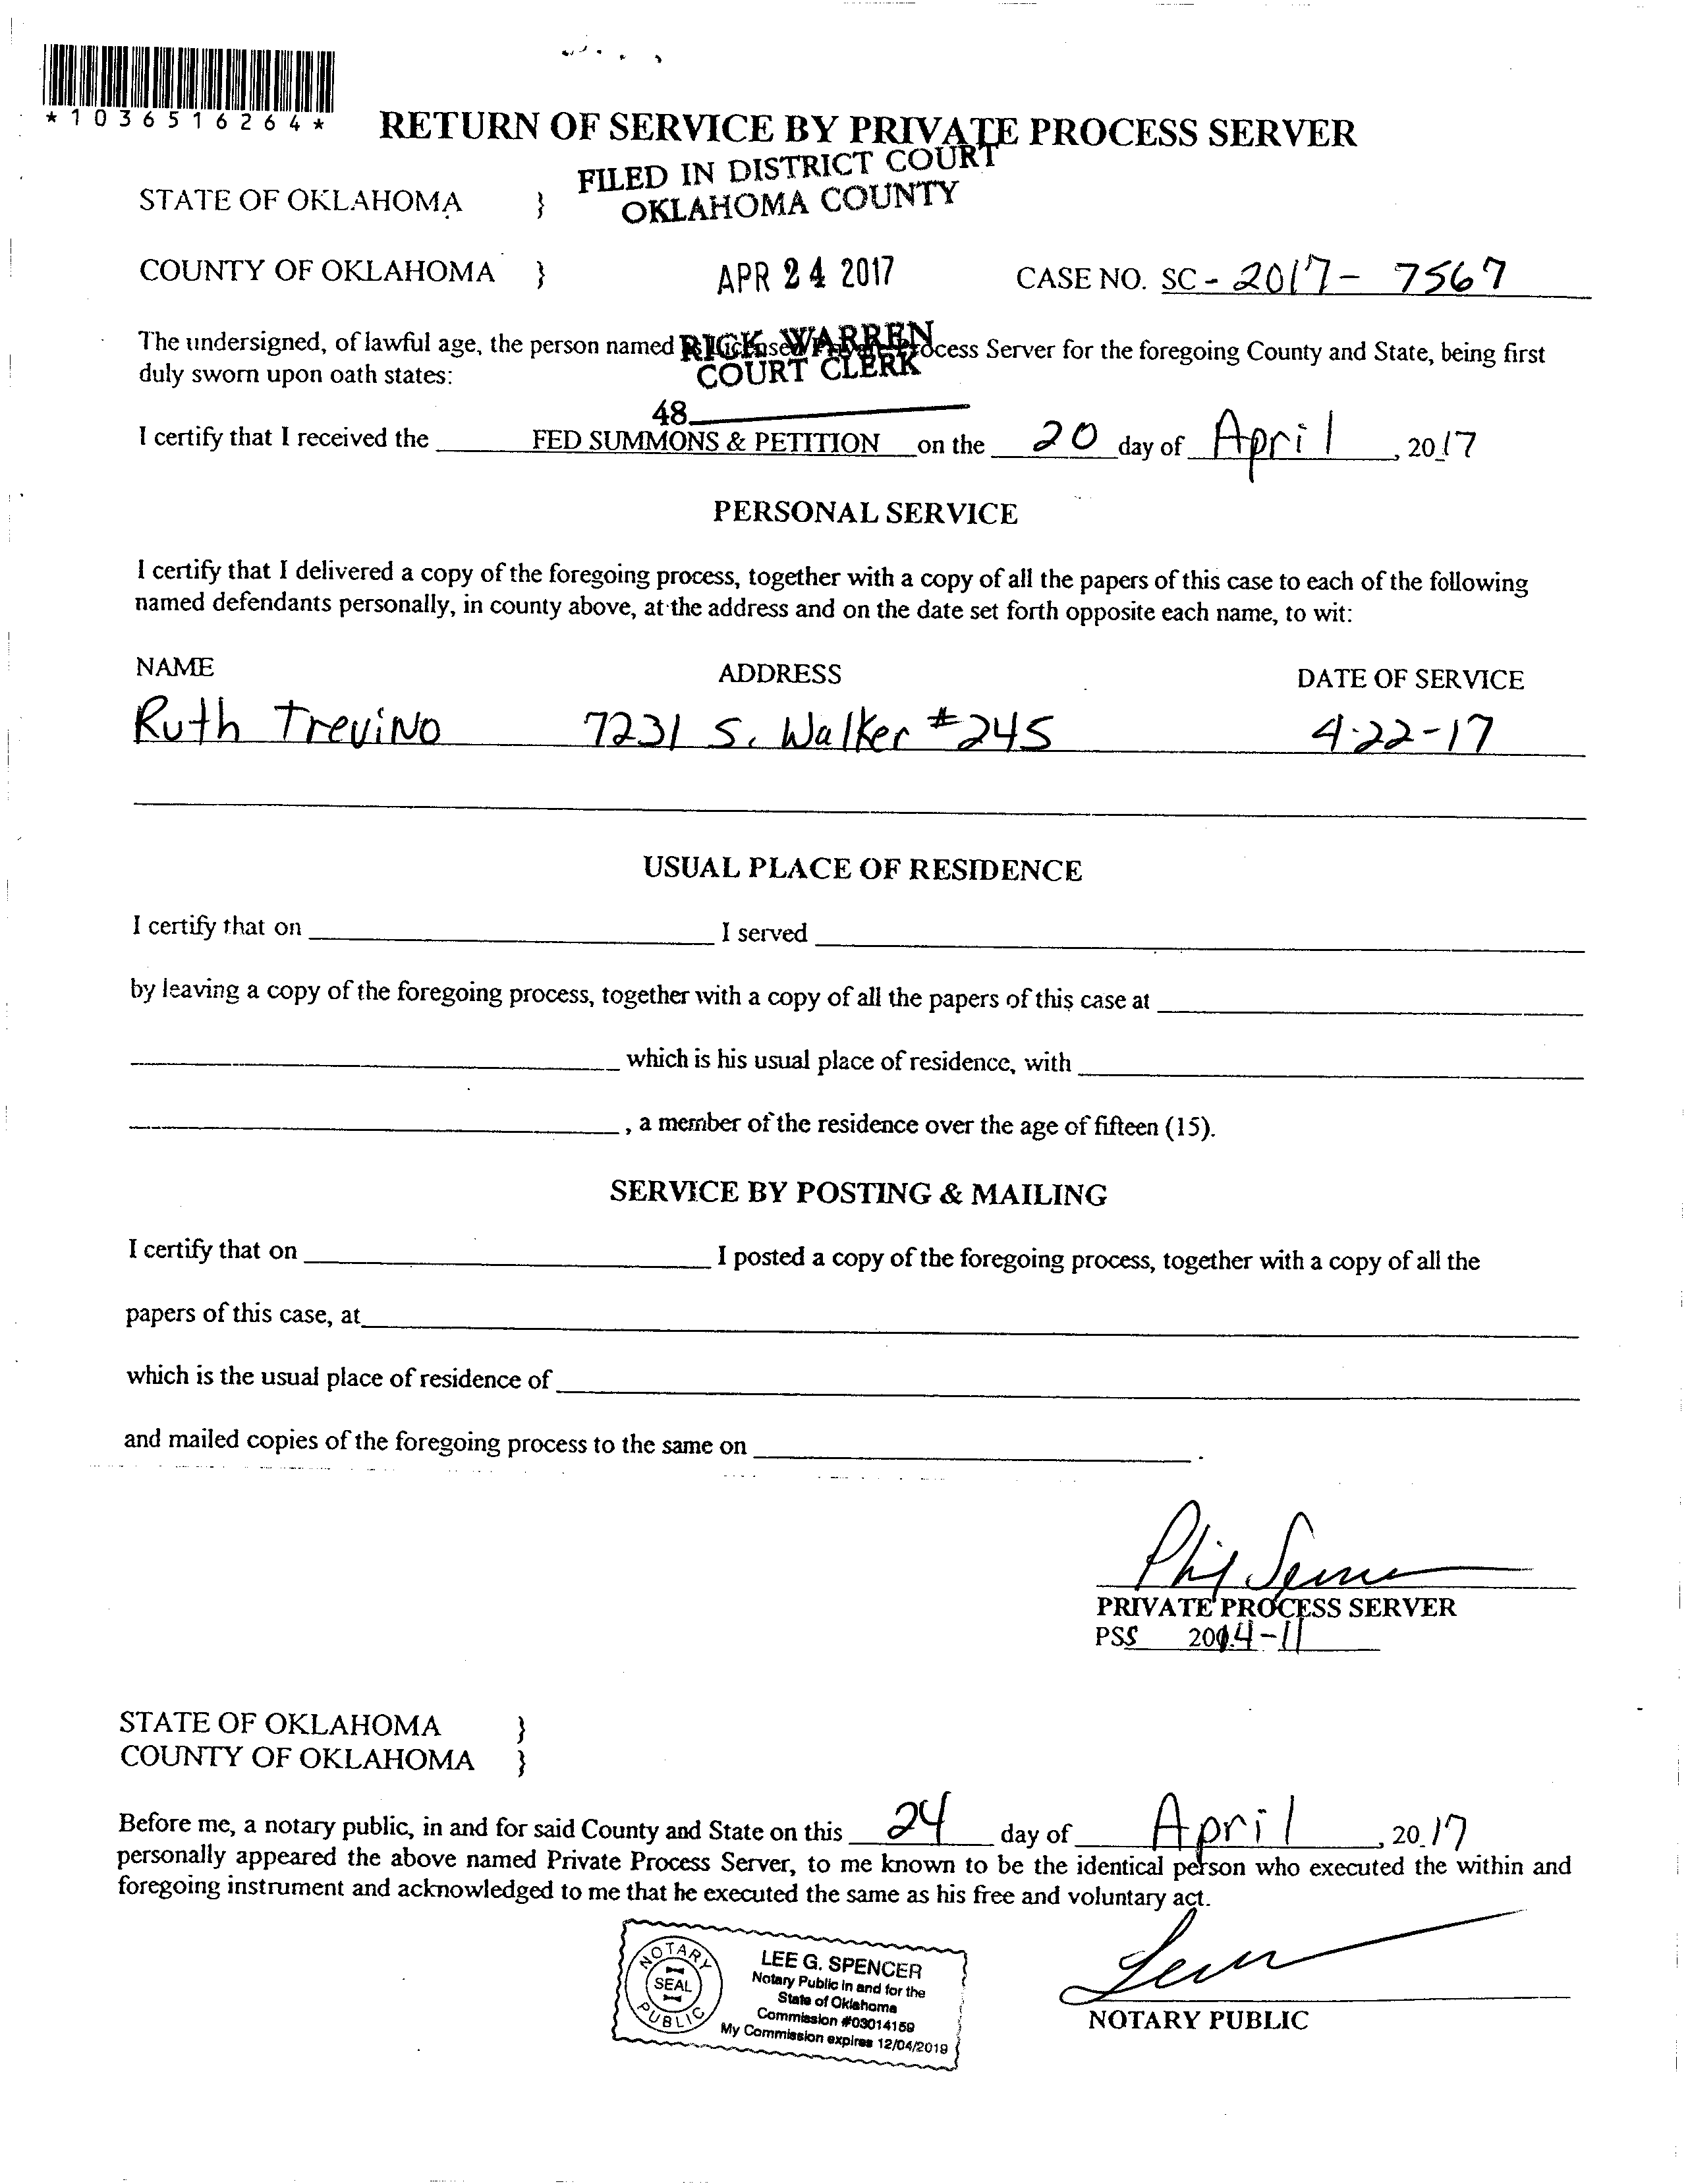 *1036516264*
RETURN OF SERVICE BY PRIVATE PROCESS SERVER
FILED IN DISTRICT COURT
OKLAHOMA COUNTY
STATE OF OKLAHOMA }
COUNTY OF OKLAHOMA } APR 24 2017 CASE NO. SC - 2017 - 7567
The undersigned, of lawful age, the person named Process Server for the foregoing County and State, being first
RICK WARREN
duly sworn upon oath states:
COURT CLERK
48
I certify that I received the FED SUMMONS & PETITION on the 20 day of April, 2017
PERSONAL SERVICE
I certify that I delivered a copy of the foregoing process, together with a copy of all the papers of this case to each of the following
named defendants personally, in county above, at the address and on the date set forth opposite each name, to wit:
NAME ADDRESS DATE OF SERVICE
Ruth Trevino 7231 S. Walker #245 4-22-17
USUAL PLACE OF RESIDENCE
I certify that on I served
by leaving a copy of the foregoing process, together with a copy of all the papers of this case at
which is his usual place of residence, with
, a member of the residence over the age of fifteen (15).
SERVICE BY POSTING & MAILING
I certify that on I posted a copy of the foregoing process, together with a copy of all the
papers of this case, at
which is the usual place of residence of
and mailed copies of the foregoing process to the same on .
PRIVATE PROCESS SERVER
PSS 2014-11
STATE OF OKLAHOMA }
COUNTY OF OKLAHOMA }
Before me, a notary public, in and for said County and State on this 24 day of April, 2017
personally appeared the above named Private Process Server, to me known to be the identical person who executed the within and
foregoing instrument and acknowledged to me that he executed the same as his free and voluntary act.
NOTARY PUBLIC
SEAL
LEE G. SPENCER
Notary Public in and for the
State of Oklahoma
Commission #03014159
My Commission expires 12/04/2019
NOTARY PUBLIC